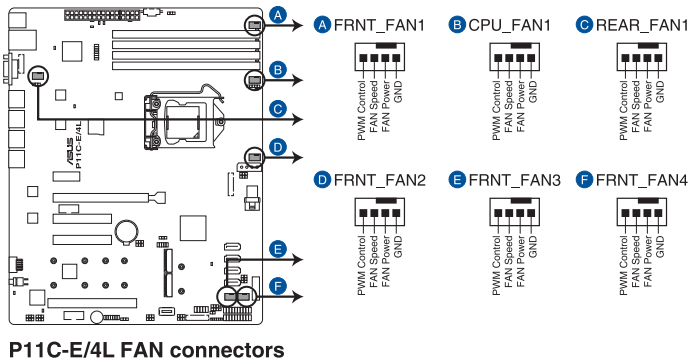 A FRNT_FAN1
B CPU_FAN1
C REAR_FAN1
PWM Control
FAN Speed
FAN Power
GND
PWM Control
FAN Speed
FAN Power
GND
PWM Control
FAN Speed
FAN Power
GND
D FRNT_FAN2
E FRNT_FAN3
F FRNT_FAN4
PWM Control
FAN Speed
FAN Power
GND
PWM Control
FAN Speed
FAN Power
GND
PWM Control
FAN Speed
FAN Power
GND
A
B
C
D
E
F
ASUS
P11C-E/4L
P11C-E/4L FAN connectors